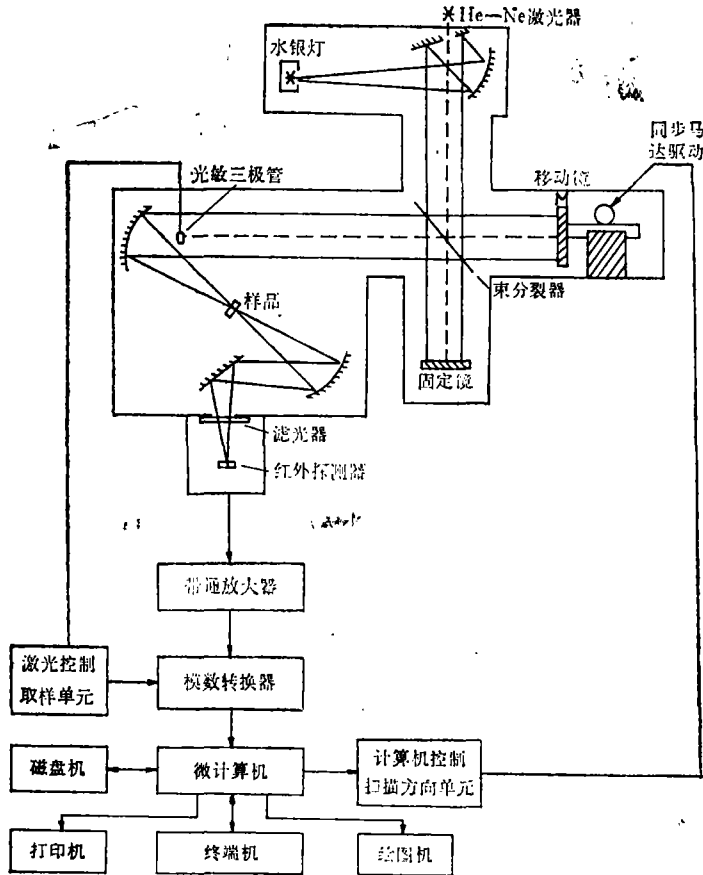 He—Ne激光器
水银灯
同步马
达驱动
光敏三极管
移动镜
样品
束分裂器
固定镜
滤光器
红外探测器
带通放大器
激光控制
取样单元
模数转换器
磁盘机
微计算机
计算机控制
扫描方向单元
打印机
终端机
绘图机